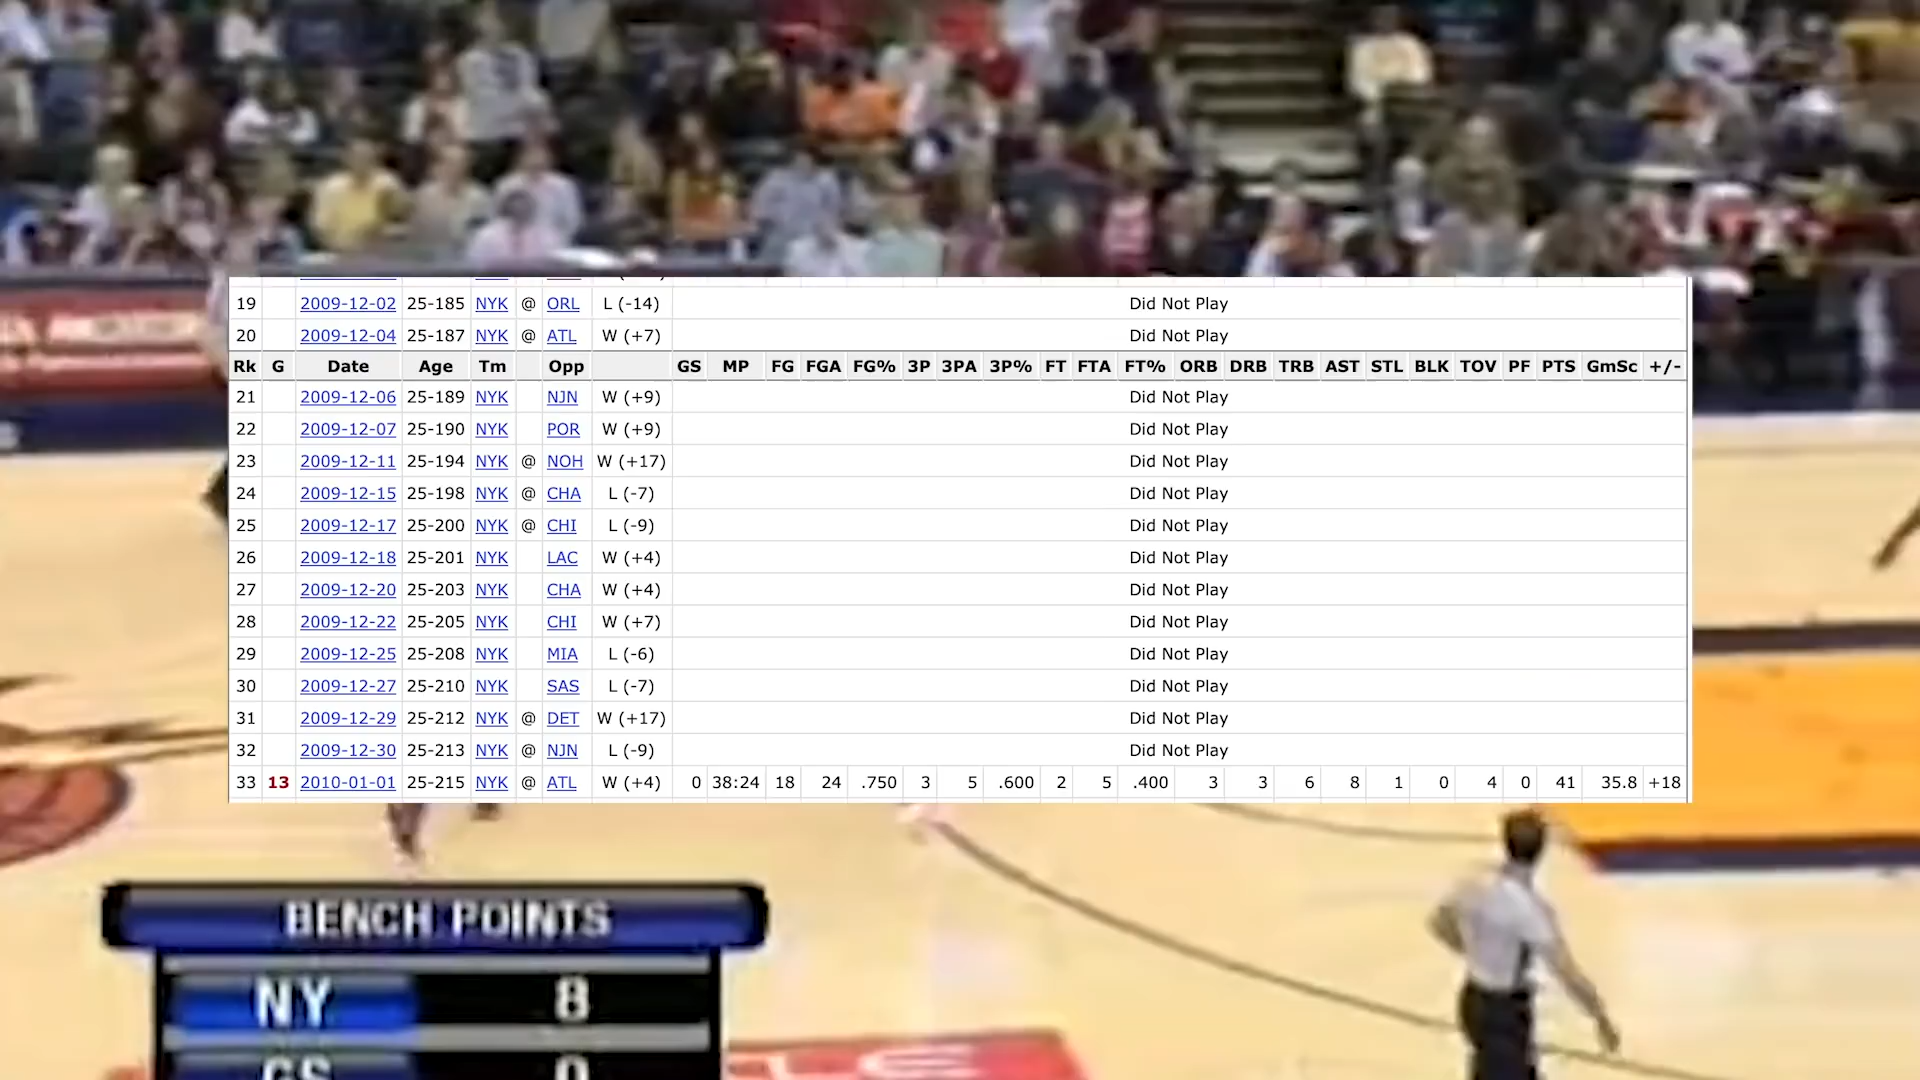 19 2009-12-02 25-185 NYK @ ORL L (-14) Did Not Play
20 2009-12-04 25-187 NYK @ ATL W (+7) Did Not Play
Rk G Date Age Tm Opp GS MP FG FGA FG% 3P 3PA 3P% FT FTA FT% ORB DRB TRB AST STL BLK TOV PF PTS GmSc +/-
21 2009-12-06 25-189 NYK NJN W (+9) Did Not Play
22 2009-12-07 25-190 NYK POR W (+9) Did Not Play
23 2009-12-11 25-194 NYK @ NOH W (+17) Did Not Play
24 2009-12-15 25-198 NYK @ CHA L (-7) Did Not Play
25 2009-12-17 25-200 NYK @ CHI L (-9) Did Not Play
26 2009-12-18 25-201 NYK LAC W (+4) Did Not Play
27 2009-12-20 25-203 NYK CHA W (+4) Did Not Play
28 2009-12-22 25-205 NYK CHI W (+7) Did Not Play
29 2009-12-25 25-208 NYK MIA L (-6) Did Not Play
30 2009-12-27 25-210 NYK SAS L (-7) Did Not Play
31 2009-12-29 25-212 NYK @ DET W (+17) Did Not Play
32 2009-12-30 25-213 NYK @ NJN L (-9) Did Not Play
33 13 2010-01-01 25-215 NYK @ ATL W (+4) 0 38:24 18 24 .750 3 5 .600 2 5 .400 3 3 6 8 1 0 4 0 41 35.8 +18
BENCH POINTS
NY 8
GS 0